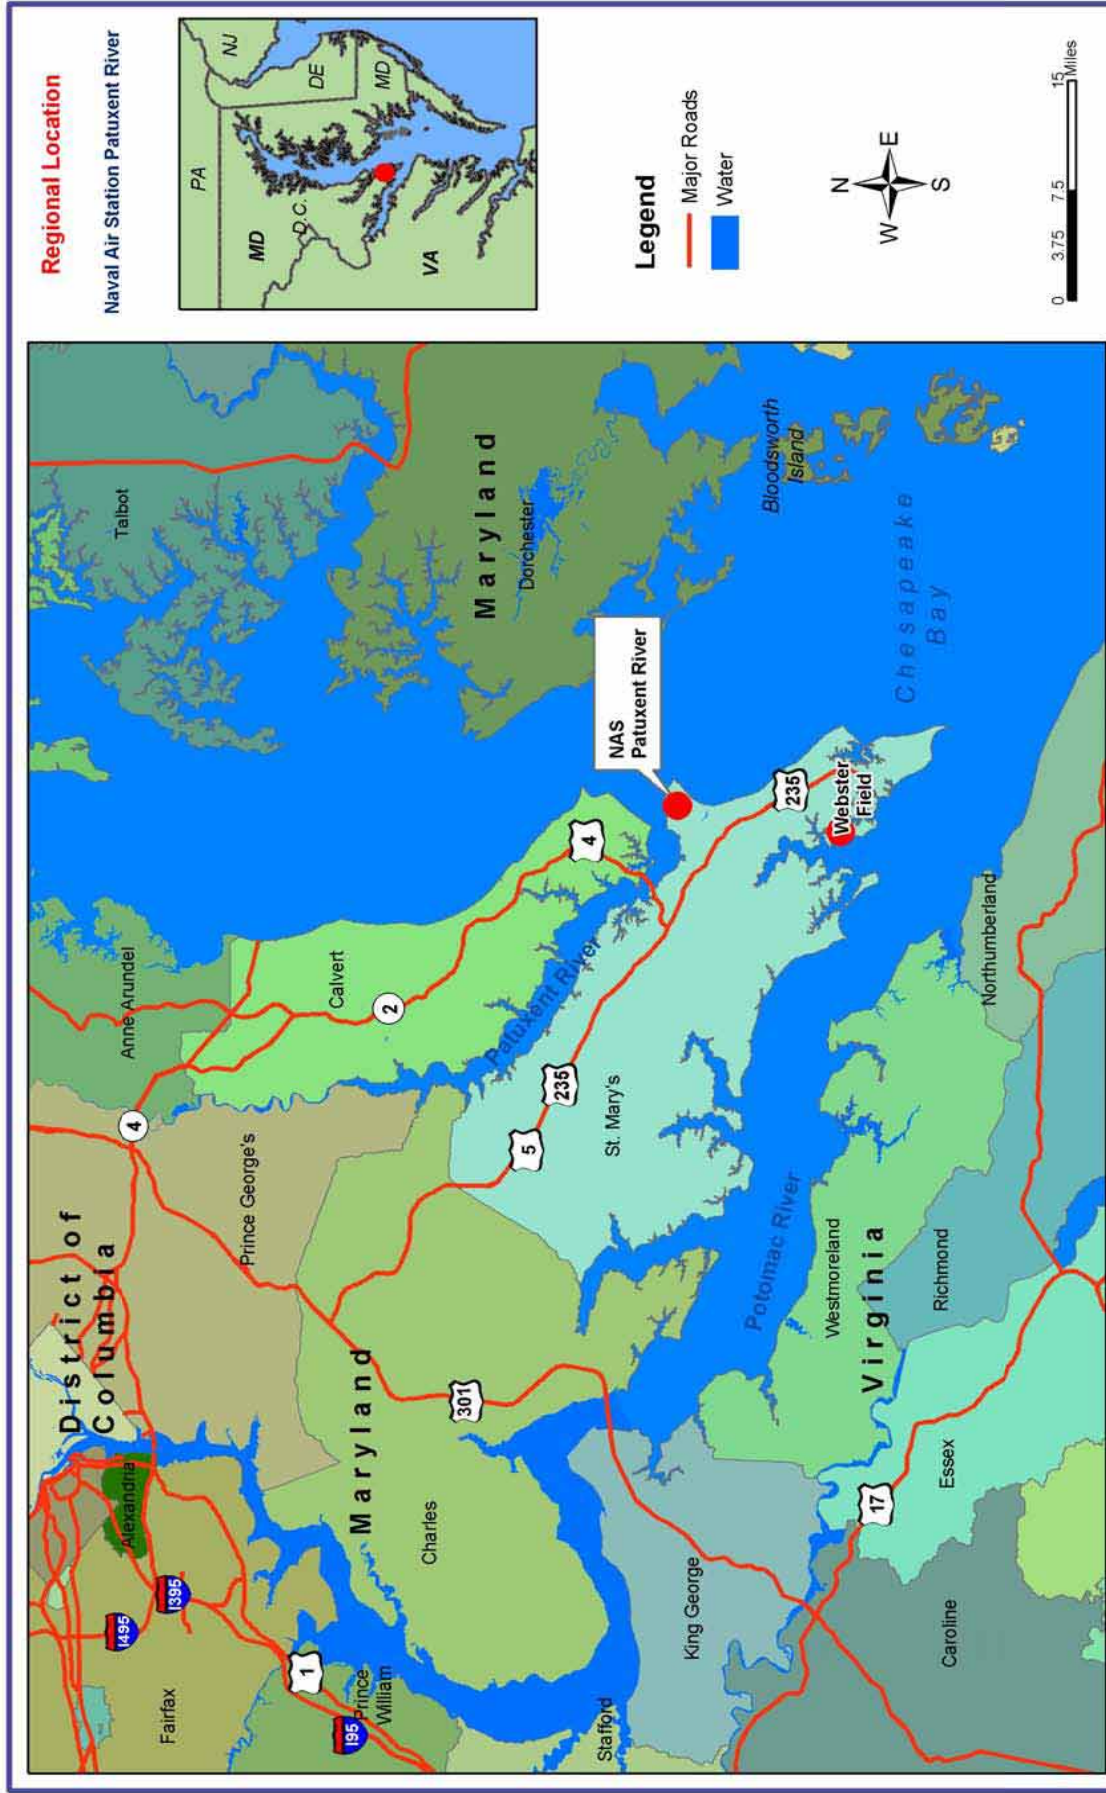 Regional Location
Naval Air Station Patuxent River
PA
NJ
MD
D.C.
DE
MD
VA
Legend
Major Roads
Water
N
W
E
S
0
3.75
7.5
15
Miles
District of
Columbia
Anne Arundel
Talbot
Alexandria
I495
I395
Fairfax
4
Prince George's
Calvert
2
1
Prince
William
I95
Maryland
Charles
301
5
235
Patuxent River
4
Maryland
Dorchester
NAS
Patuxent River
St. Mary's
Stafford
King George
Potomac River
235
Webster
Field
Bloodsworth
Island
Chesapeake
Bay
Westmoreland
Virginia
17
Richmond
Northumberland
Essex
Caroline